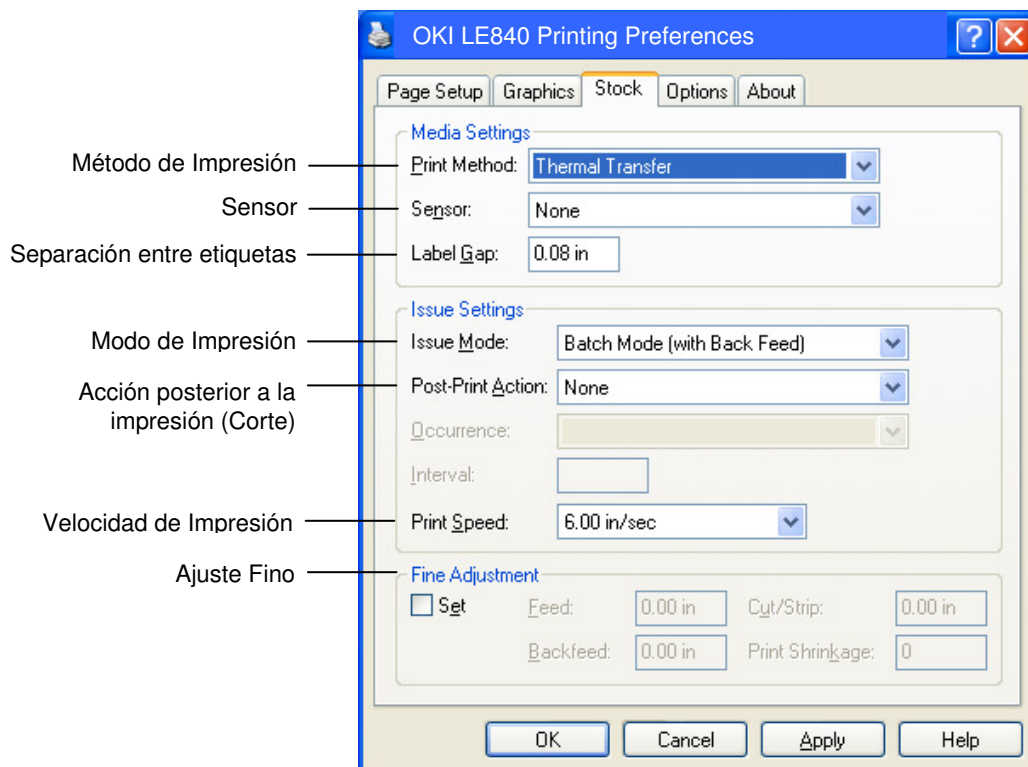 OKI LE840 Printing Preferences
?
Page Setup Graphics Stock Options About
Media Settings
Método de Impresión Print Method: Thermal Transfer
Sensor Sensor: None
Separación entre etiquetas Label Gap: 0.08 in
Issue Settings
Modo de Impresión Issue Mode: Batch Mode (with Back Feed)
Acción posterior a la impresión (Corte) Post-Print Action: None
Occurrence:
Interval:
Velocidad de Impresión Print Speed: 6.00 in/sec
Ajuste Fino Fine Adjustment
Set Feed: 0.00 in Cut/Strip: 0.00 in
Backfeed: 0.00 in Print Shrinkage: 0
OK Cancel Apply Help